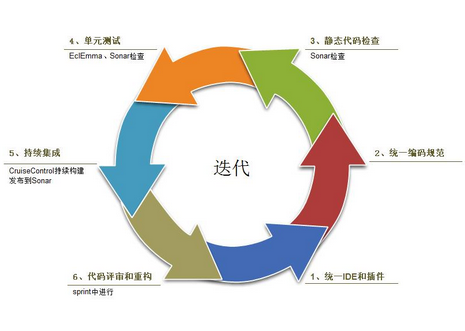 4、单元测试
EclEmma、Sonar检查
3、静态代码检查
Sonar检查
迭代
2、统一编码规范
5、持续集成
CruiseControl持续构建
发布到Sonar
6、代码评审和重构
sprint中进行
1、统一IDE和插件